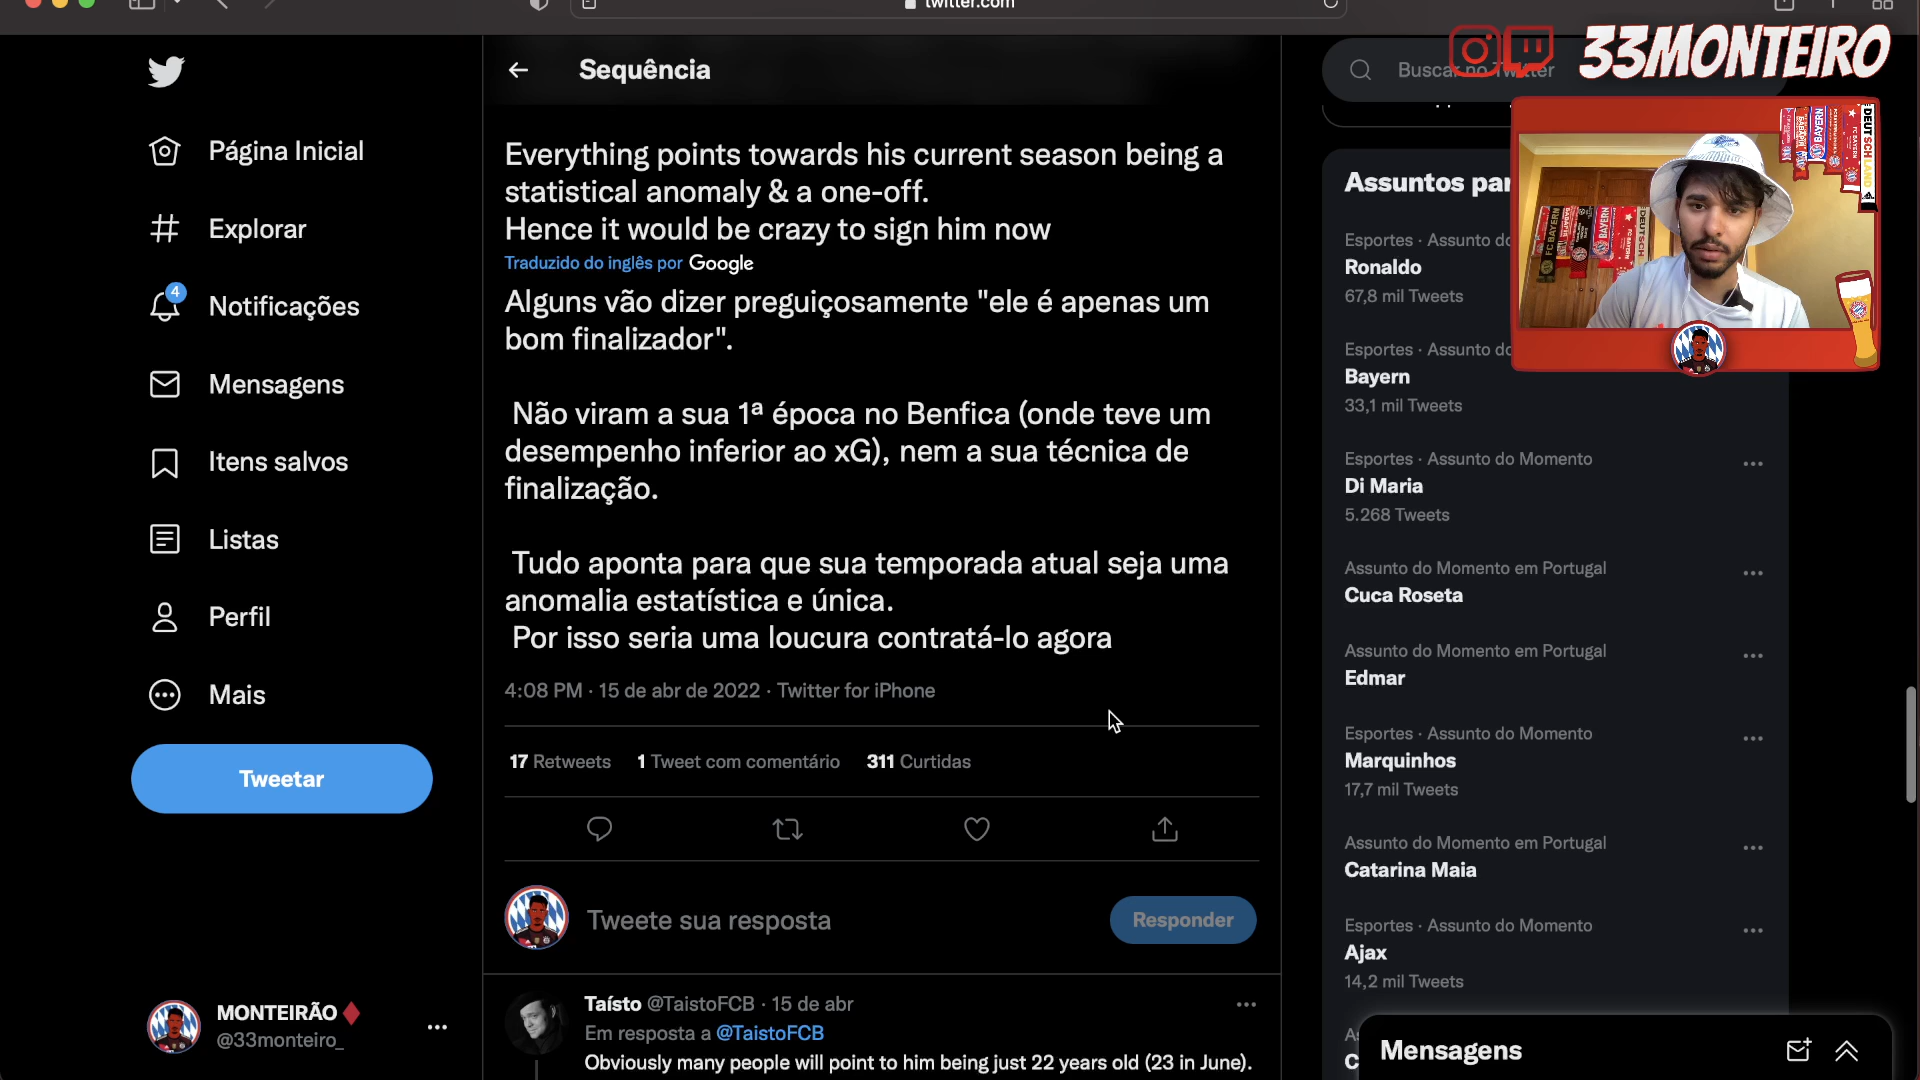 twitter.com
33MONTEIRO
Sequência
Buscar no Twitter
Página Inicial
Explorar
4
Notificações
Mensagens
Itens salvos
Listas
Perfil
Mais
Tweetar
MONTEIRÃO
@33monteiro_
Everything points towards his current season being a
statistical anomaly & a one-off.
Hence it would be crazy to sign him now
Traduzido do inglês por Google
Alguns vão dizer preguiçosamente "ele é apenas um
bom finalizador".
Não viram a sua 1ª época no Benfica (onde teve um
desempenho inferior ao xG), nem a sua técnica de
finalização.
Tudo aponta para que sua temporada atual seja uma
anomalia estatística e única.
Por isso seria uma loucura contratá-lo agora
4:08 PM · 15 de abr de 2022 · Twitter for iPhone
17 Retweets 1 Tweet com comentário 311 Curtidas
Tweete sua resposta
Responder
Taísto @TaistoFCB · 15 de abr
Em resposta a @TaistoFCB
Obviously many people will point to him being just 22 years old (23 in June).
Assuntos par
Esportes · Assunto do
Ronaldo
67,8 mil Tweets
Esportes · Assunto do
Bayern
33,1 mil Tweets
Esportes · Assunto do Momento
Di Maria
5.268 Tweets
Assunto do Momento em Portugal
Cuca Roseta
Assunto do Momento em Portugal
Edmar
Esportes · Assunto do Momento
Marquinhos
17,7 mil Tweets
Assunto do Momento em Portugal
Catarina Maia
Esportes · Assunto do Momento
Ajax
14,2 mil Tweets
Mensagens
DEUTSCHLAND
BAYERN
FC BAYERN
BAYERN
DEUTSCH